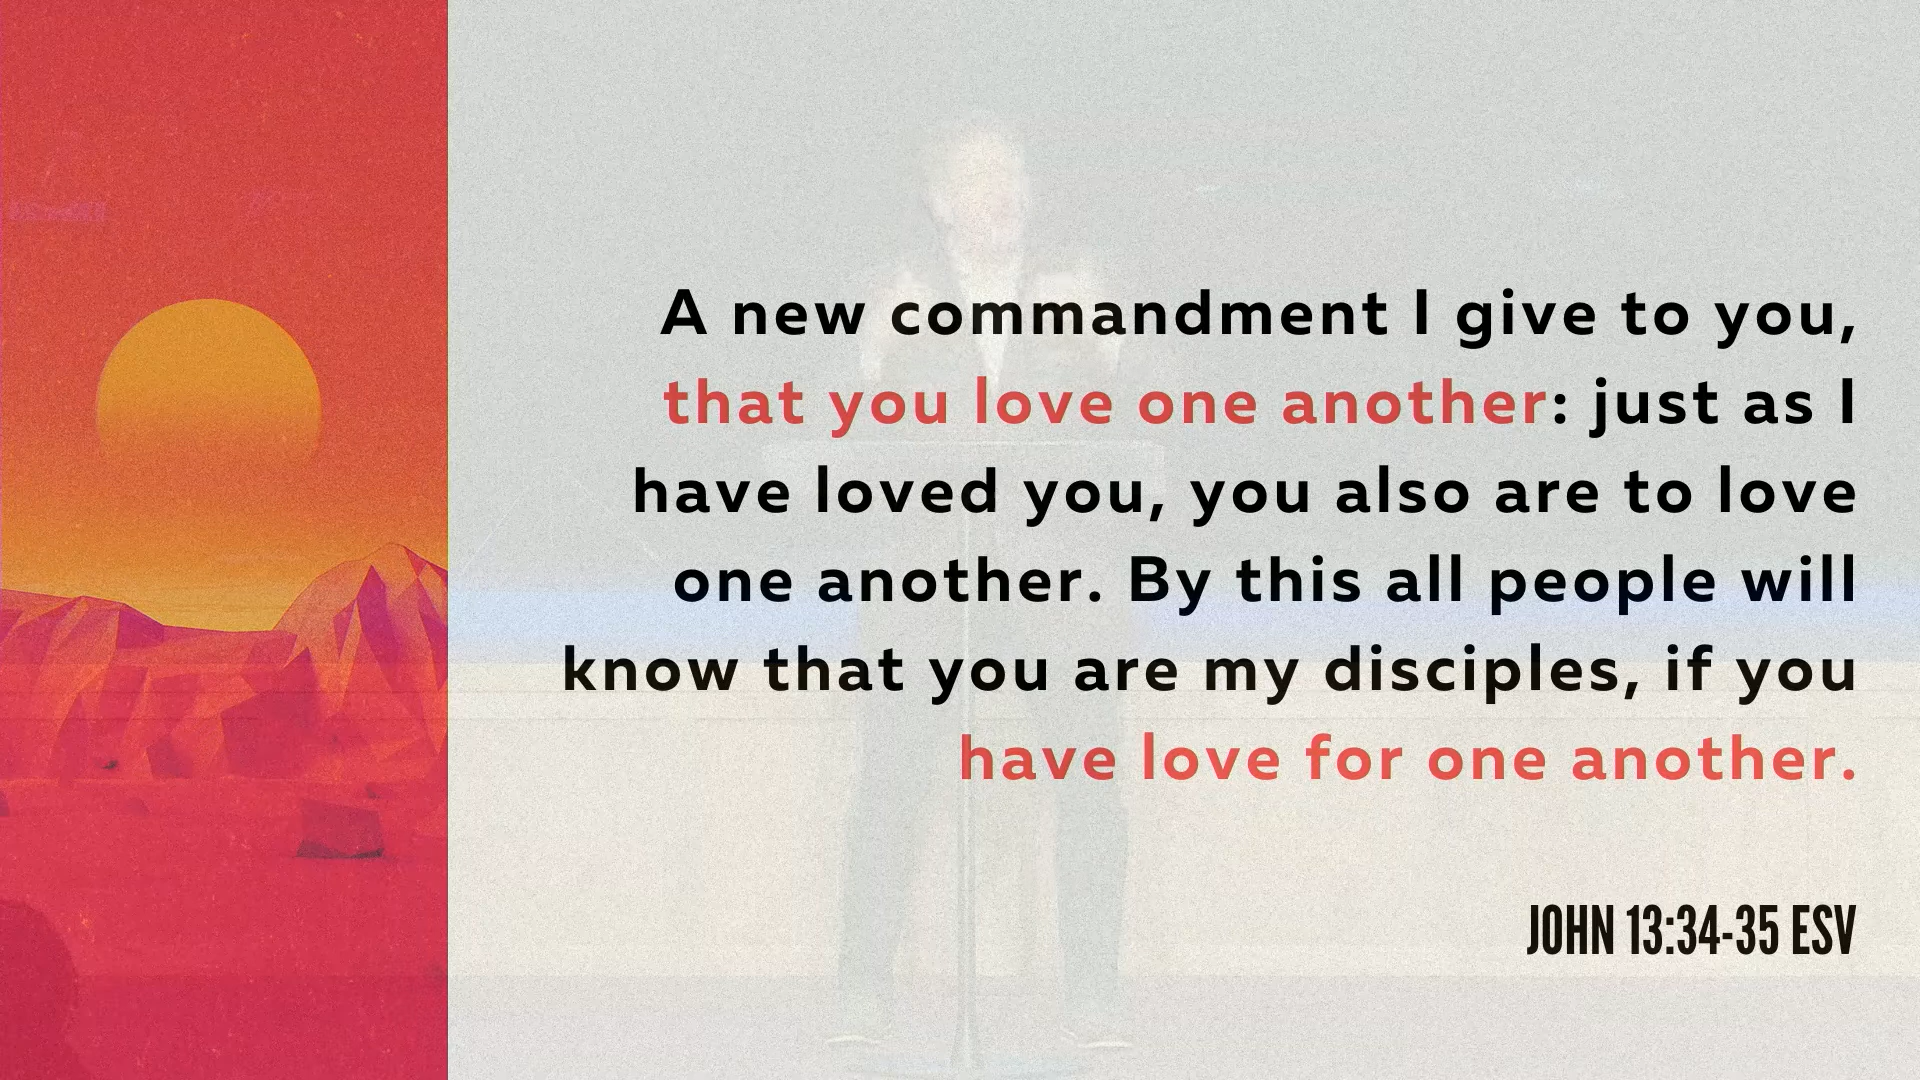 A new commandment I give to you,
that you love one another: just as I
have loved you, you also are to love
one another. By this all people will
know that you are my disciples, if you
have love for one another.
JOHN 13:34-35 ESV